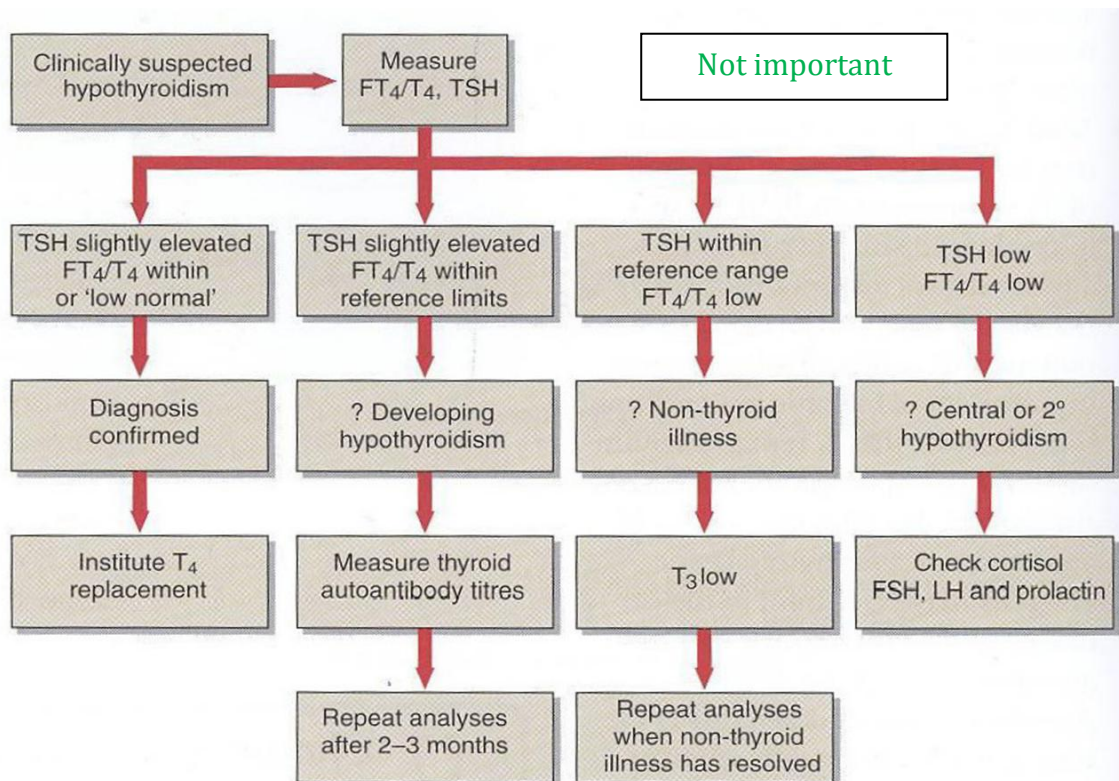 Clinically suspected
hypothyroidism
Measure
FT4/T4, TSH
Not important
TSH slightly elevated
FT4/T4 within
or ‘low normal’
TSH slightly elevated
FT4/T4 within
reference limits
TSH within
reference range
FT4/T4 low
TSH low
FT4/T4 low
Diagnosis
confirmed
? Developing
hypothyroidism
? Non-thyroid
illness
? Central or 2º
hypothyroidism
Institute T4
replacement
Measure thyroid
autoantibody titres
T3 low
Check cortisol
FSH, LH and prolactin
Repeat analyses
after 2–3 months
Repeat analyses
when non-thyroid
illness has resolved